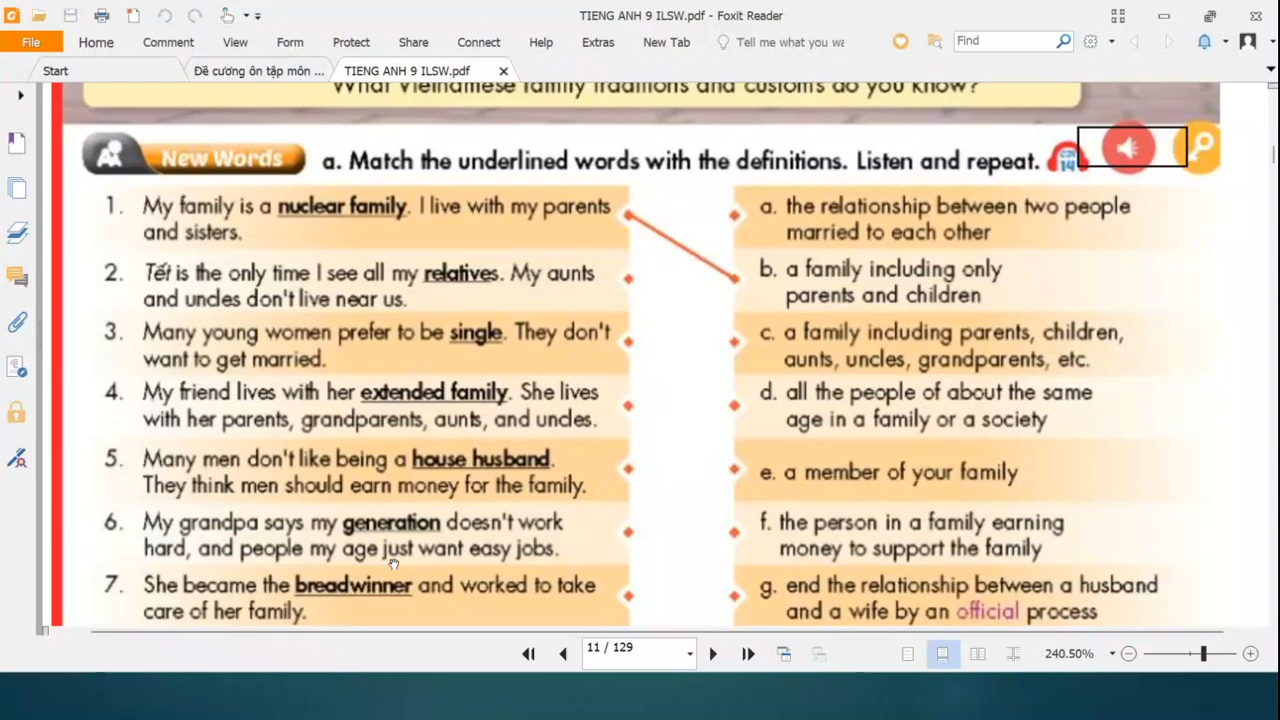 TIENG ANH 9 ILSW.pdf - Foxit Reader
File Home Comment View Form Protect Share Connect Help Extras New Tab Tell me what you wa Find
Start Đề cương ôn tập môn ... TIENG ANH 9 ILSW.pdf
What Vietnamese family traditions and customs do you know?
New Words a. Match the underlined words with the definitions. Listen and repeat.
CD1
14
1. My family is a nuclear family. I live with my parents
and sisters.
2. Tết is the only time I see all my relatives. My aunts
and uncles don't live near us.
3. Many young women prefer to be single. They don't
want to get married.
4. My friend lives with her extended family. She lives
with her parents, grandparents, aunts, and uncles.
5. Many men don't like being a house husband.
They think men should earn money for the family.
6. My grandpa says my generation doesn't work
hard, and people my age just want easy jobs.
7. She became the breadwinner and worked to take
care of her family.
a. the relationship between two people
married to each other
b. a family including only
parents and children
c. a family including parents, children,
aunts, uncles, grandparents, etc.
d. all the people of about the same
age in a family or a society
e. a member of your family
f. the person in a family earning
money to support the family
g. end the relationship between a husband
and a wife by an official process
11 / 129
240.50%